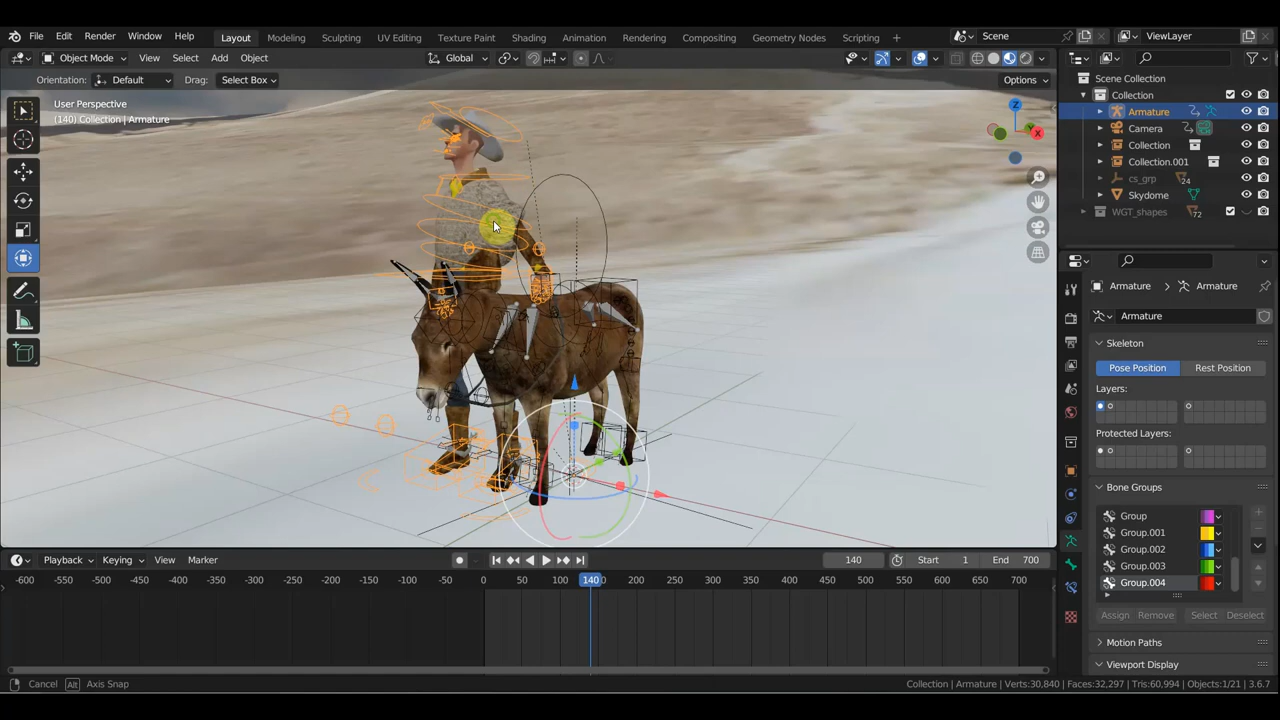 File Edit Render Window Help Layout Modeling Sculpting UV Editing Texture Paint Shading Animation Rendering Compositing Geometry Nodes Scripting + Scene ViewLayer
Object Mode View Select Add Object Global Options
Orientation: Default Drag: Select Box
User Perspective
(140) Collection | Armature
Z
X
Scene Collection
Collection
Armature
Camera
Collection
Collection.001
cs_grp 24
Skydome
WGT_shapes 72
Armature > Armature
Armature
Skeleton
Pose Position Rest Position
Layers:
Protected Layers:
Bone Groups
Group
Group.001
Group.002
Group.003
Group.004
Assign Remove Select Deselect
Motion Paths
Viewport Display
Playback Keying View Marker 140 Start 1 End 700
-600 -550 -500 -450 -400 -350 -300 -250 -200 -150 -100 -50 0 50 100 140 200 250 300 350 400 450 500 550 600 650 700
Cancel Alt Axis Snap Collection | Armature Verts:30,840 | Faces:32,297 | Tris:60,994 | Objects:1/21 | 3.6.7